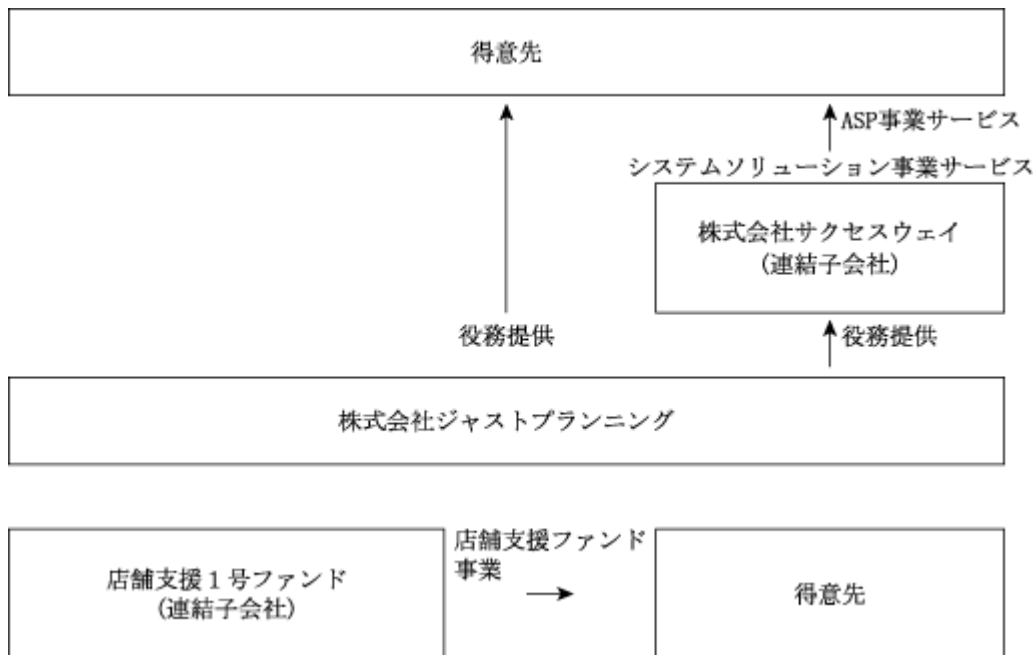 得意先
ASP事業サービス
システムソリューション事業サービス
株式会社サクセスウェイ
(連結子会社)
役務提供
役務提供
株式会社ジャストプランニング
店舗支援1号ファンド
(連結子会社)
店舗支援ファンド
事業
得意先